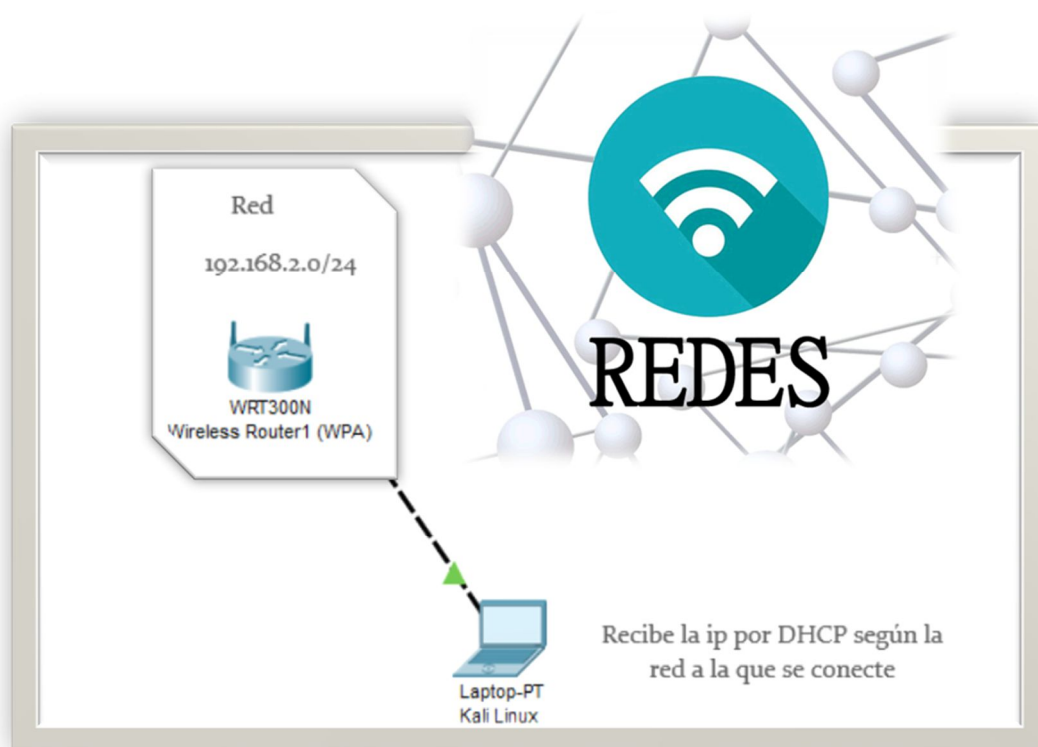 Red
192.168.2.0/24
WRT300N
Wireless Router1 (WPA)
REDES
Laptop-PT
Kali Linux
Recibe la ip por DHCP según la
red a la que se conecte